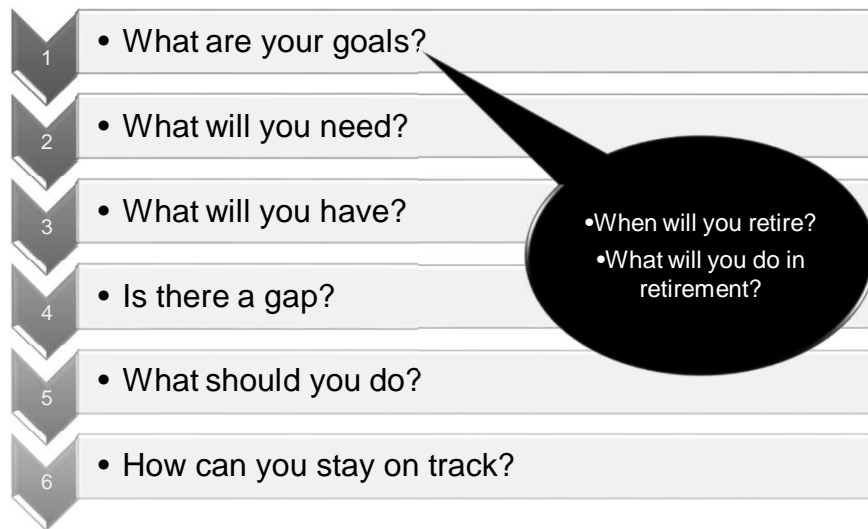 1
• What are your goals?
2
• What will you need?
3
• What will you have?
4
• Is there a gap?
5
• What should you do?
6
• How can you stay on track?
•When will you retire?
•What will you do in
retirement?